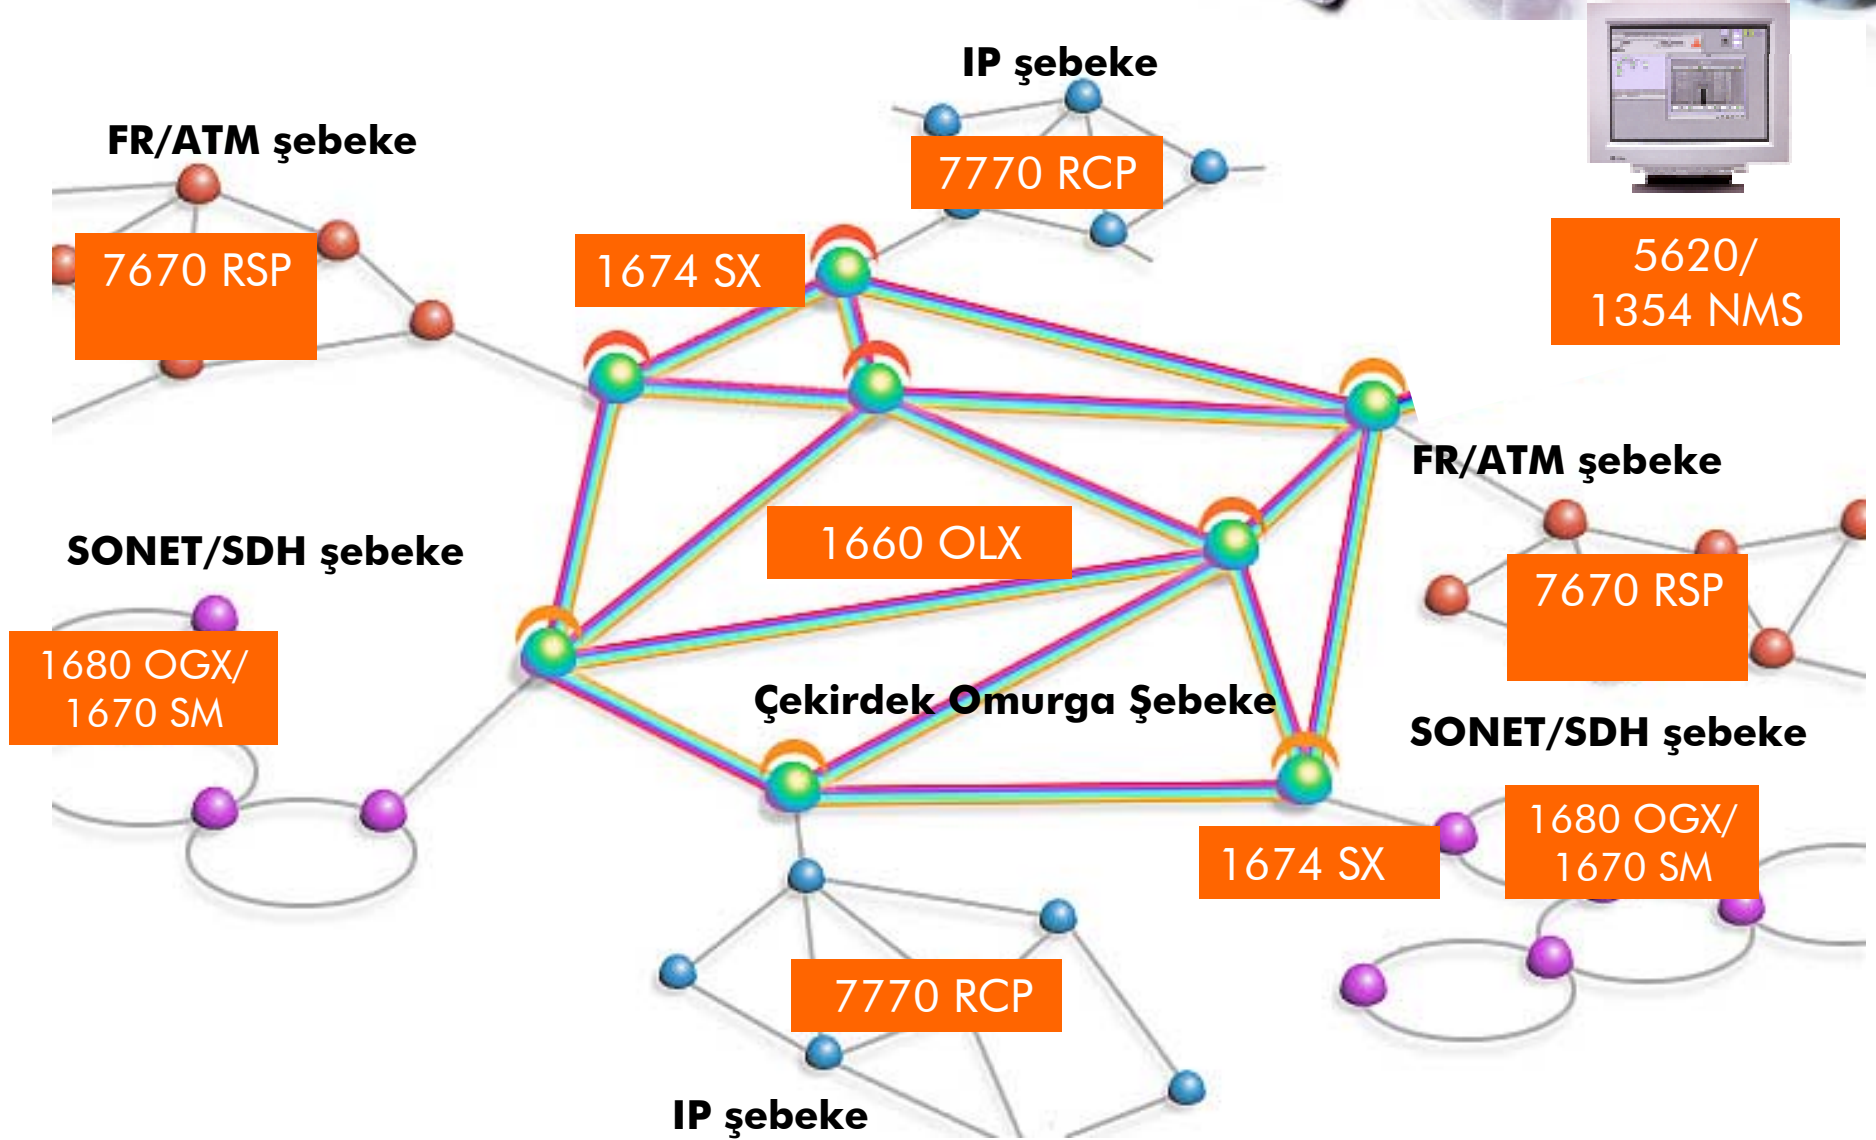 IP şebeke
FR/ATM şebeke
7770 RCP
7670 RSP
1674 SX
5620/
1354 NMS
FR/ATM şebeke
1660 OLX
SONET/SDH şebeke
7670 RSP
1680 OGX/
1670 SM
Çekirdek Omurga Şebeke
SONET/SDH şebeke
1680 OGX/
1670 SM
1674 SX
7770 RCP
IP şebeke